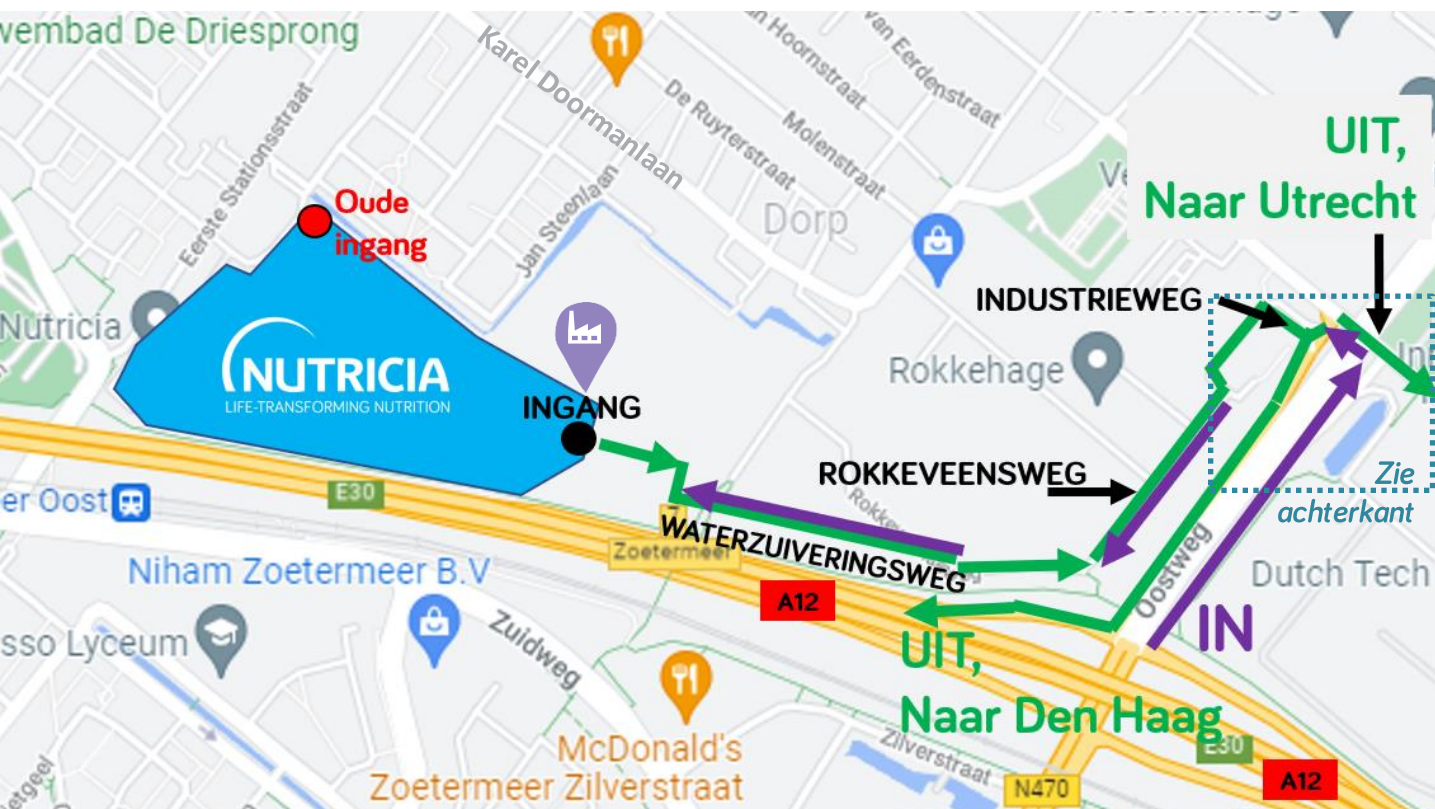 wembad De Driesprong
Karel Doormanlaan
an Hoornstraat
van Eerdenstraat
De Ruyterstraat
Molenstraat
Eerste Stationsstraat
Jan Steenlaan
Dorp
UIT,
Naar Utrecht
Oude
ingang
INDUSTRIEWEG
Nutricia
NUTRICIA
LIFE-TRANSFORMING NUTRITION
Rokkehage
INGANG
ROKKEVEENSWEG
Zie
achterkant
er Oost
E30
7
Zoetermeer
WATERZUIVERINGSWEG
Oostweg
Dutch Tech
Niham Zoetermeer B.V
A12
IN
sso Lyceum
Zuidweg
UIT,
Naar Den Haag
McDonald's
Zoetermeer Zilverstraat
Zilverstraat
E30
N470
A12